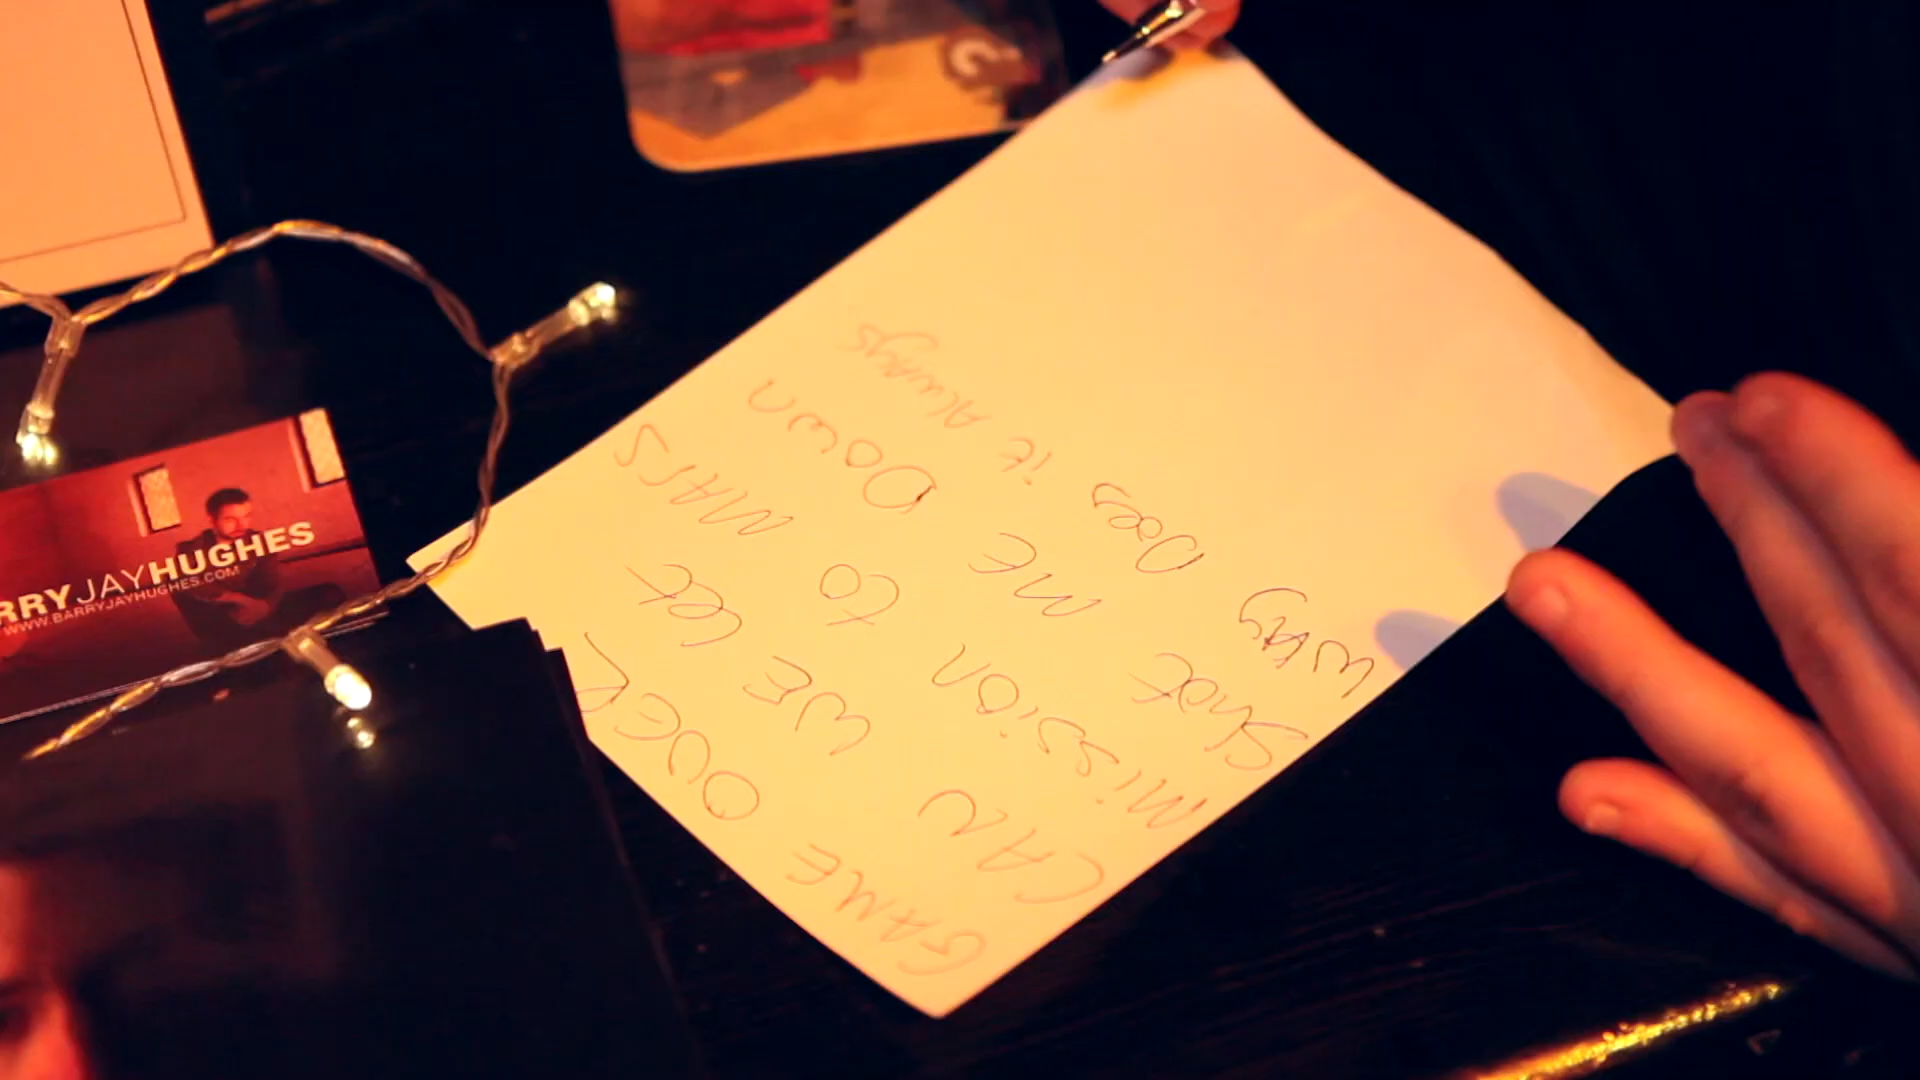 GAME OVER
CAN WE let
MISSION to MARS
Shot ME Down
WHY Does it AlwAys
RRYJAYHUGHES
WWW.BARRYJAYHUGHES.COM